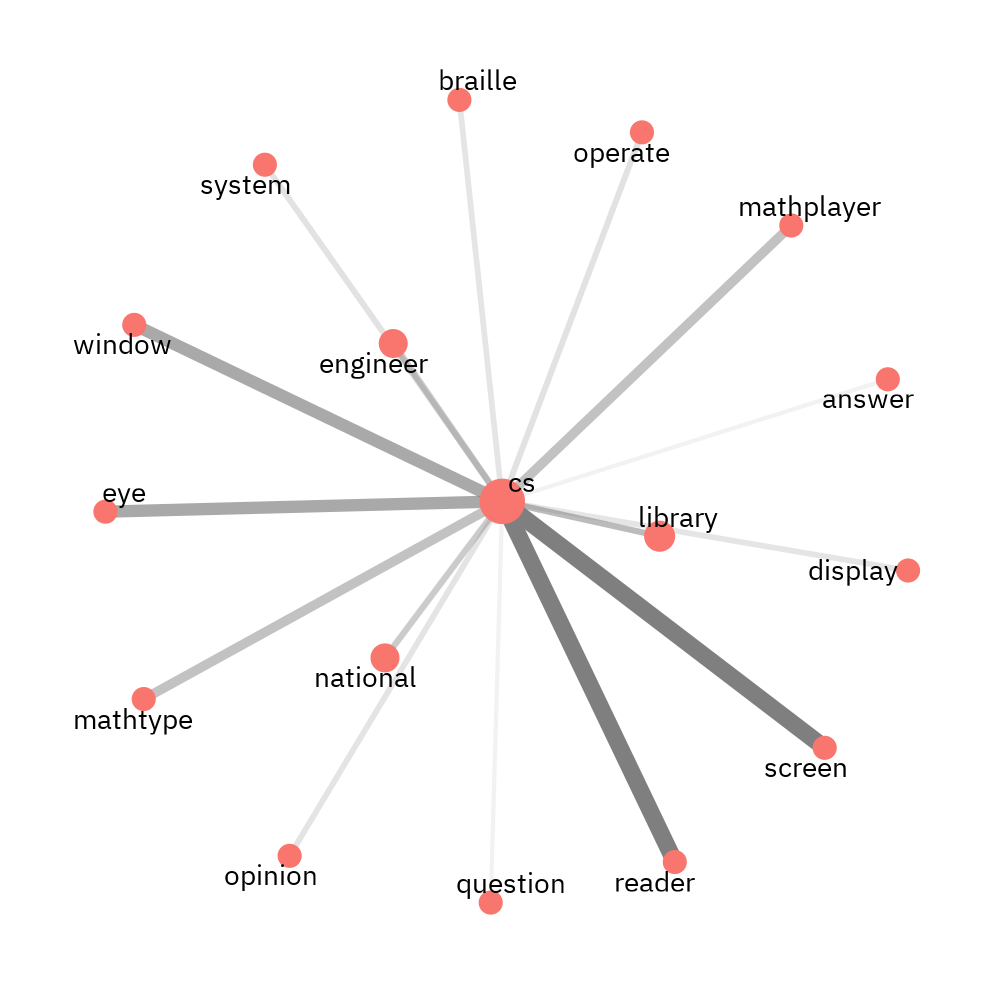 braille
operate
system
mathplayer
window
engineer
answer
cs
eye
library
display
national
mathtype
screen
opinion
question
reader